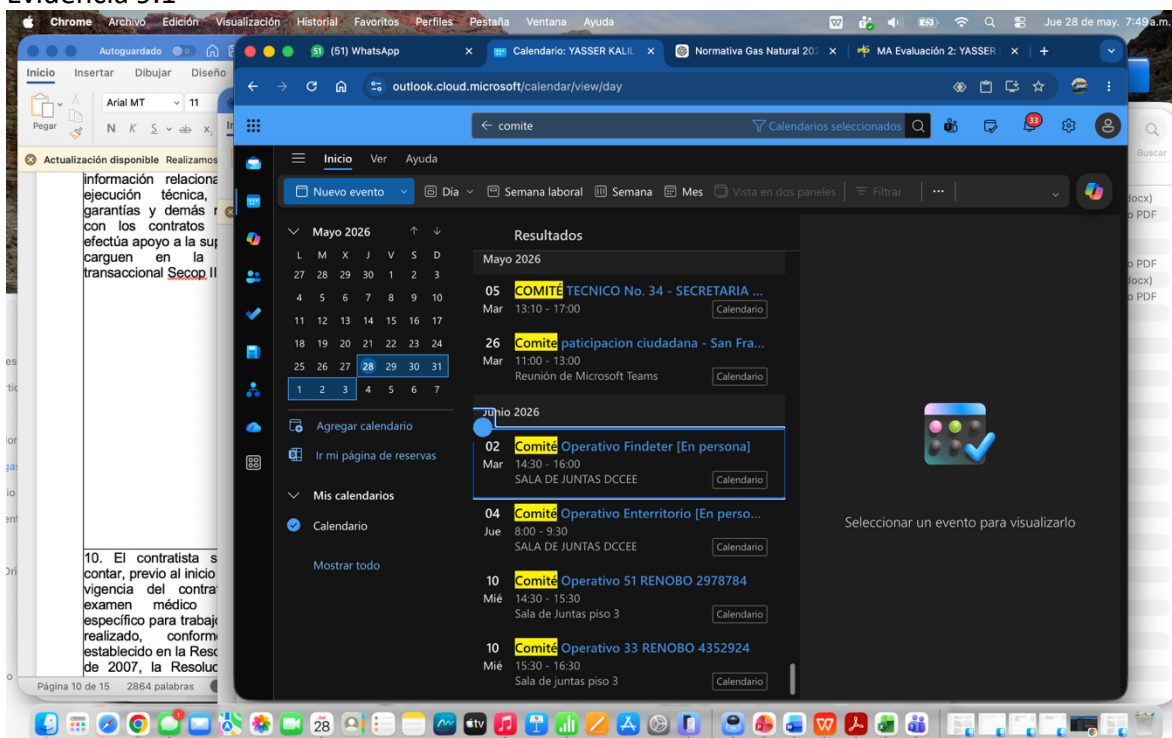 Evidencia 9.1
Chrome Archivo Edición Visualización Historial Favoritos Perfiles Pestaña Ventana Ayuda
Jue 28 de may. 7:49 a.m.
Autoguardado
(51) WhatsApp
Calendario: YASSER KALIL
Normativa Gas Natural 202
MA Evaluación 2: YASSER
Inicio Insertar Dibujar Diseño
outlook.cloud.microsoft/calendar/view/day
Arial MT 11
Pegar
N K S ab x
comite
Calendarios seleccionados
33
Buscar
Actualización disponible Realizamos
Inicio Ver Ayuda
Nuevo evento
Día
Semana laboral
Semana
Mes
Vista en dos paneles
Filtrar
información relaciona
ejecución técnica,
garantías y demás
con los contratos
efectúa apoyo a la sup
carguen en la
transaccional Secop II
Mayo 2026
L M X J V S D
27 28 29 30 1 2 3
4 5 6 7 8 9 10
11 12 13 14 15 16 17
18 19 20 21 22 23 24
25 26 27 28 29 30 31
1 2 3 4 5 6 7
Agregar calendario
Ir mi página de reservas
Mis calendarios
Calendario
Mostrar todo
Resultados
Mayo 2026
05 COMITÉ TECNICO No. 34 - SECRETARIA ...
Mar 13:10 - 17:00
Calendario
26 Comite paticipacion ciudadana - San Fra...
Mar 11:00 - 13:00
Reunión de Microsoft Teams
Calendario
Junio 2026
02 Comité Operativo Findeter [En persona]
Mar 14:30 - 16:00
SALA DE JUNTAS DCCEE
Calendario
04 Comité Operativo Enterritorio [En perso...
Jue 8:00 - 9:30
SALA DE JUNTAS DCCEE
Calendario
10 Comité Operativo 51 RENOBO 2978784
Mié 14:30 - 15:30
Sala de Juntas piso 3
Calendario
10 Comité Operativo 33 RENOBO 4352924
Mié 15:30 - 16:30
Sala de juntas piso 3
Calendario
Seleccionar un evento para visualizarlo
docx)
o PDF
o PDF
docx)
o PDF
10. El contratista s
contar, previo al inicio
vigencia del contra
examen médico
específico para trabajo
realizado, conform
establecido en la Reso
de 2007, la Resoluc
Página 10 de 15 2864 palabras
28